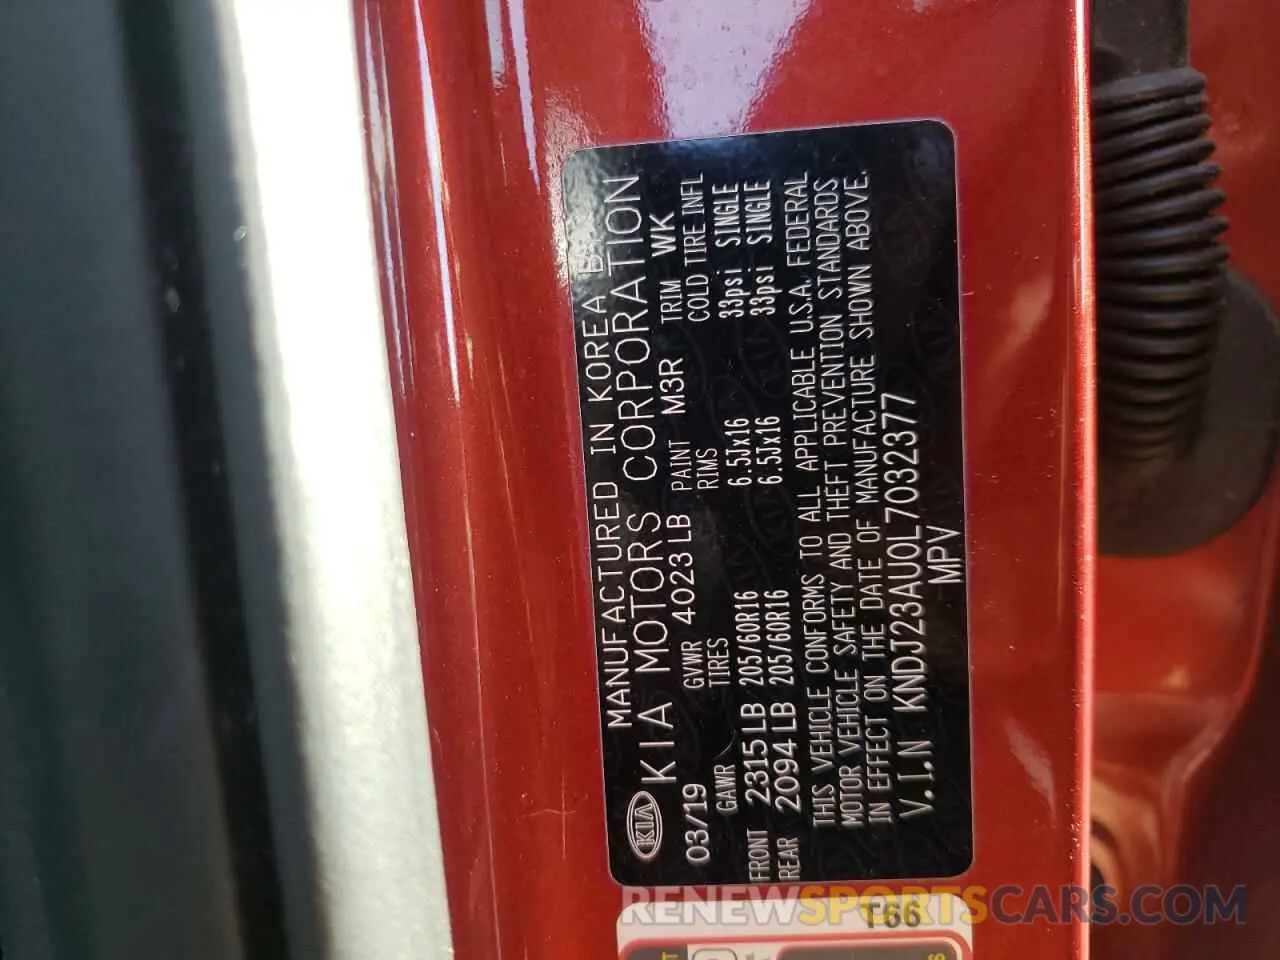 MANUFACTURED IN KOREA BY
KIA KIA MOTORS CORPORATION
03/19 GVWR 4023 LB PAINT M3R TRIM WK
GAWR TIRES RIMS COLD TIRE INFL
FRONT 2315 LB 205/60R16 6.5Jx16 33psi SINGLE
REAR 2094 LB 205/60R16 6.5Jx16 33psi SINGLE
THIS VEHICLE CONFORMS TO ALL APPLICABLE U.S.A. FEDERAL
MOTOR VEHICLE SAFETY AND THEFT PREVENTION STANDARDS
IN EFFECT ON THE DATE OF MANUFACTURE SHOWN ABOVE.
V.I.N KNDJ23AU0L7032377
MPV
T66
RENEWSPORTSCARS.COM